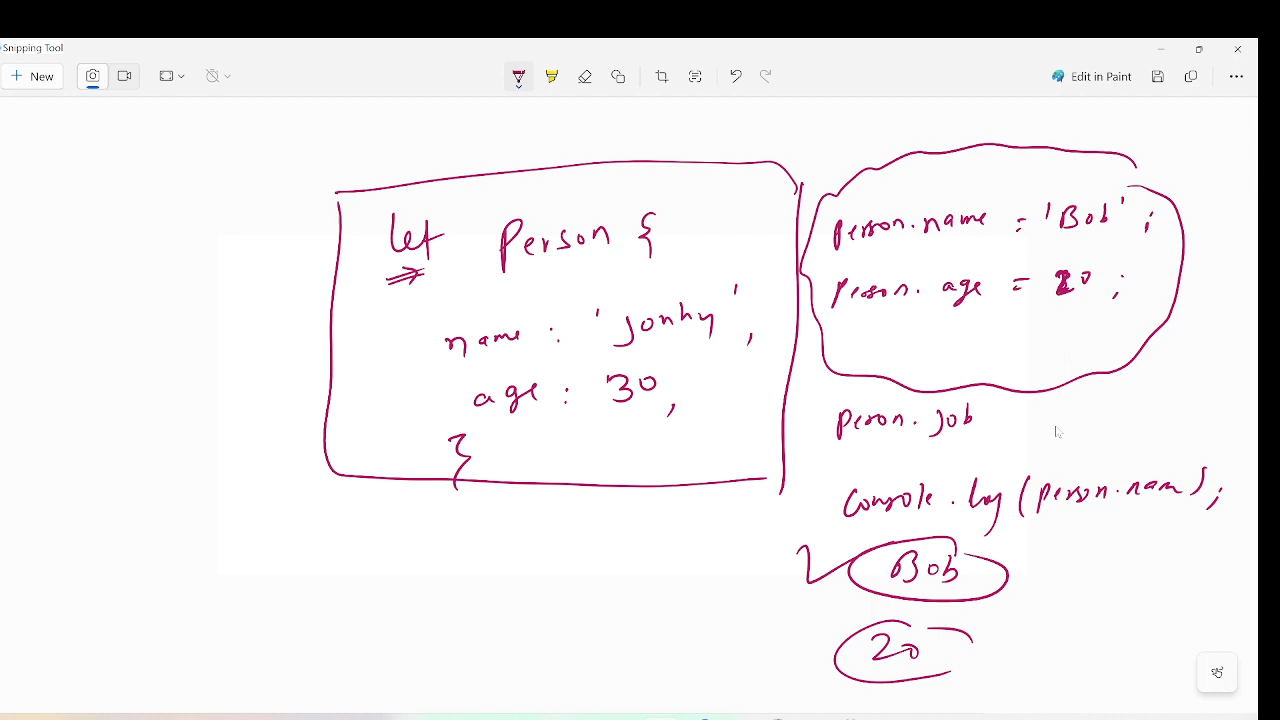 Snipping Tool
New
Edit in Paint
let Person {
name : 'Jonhy',
age : 30,
}
person.name = 'Bob' ;
person. age = 20 ;
person. job
Console.log (person.name) ;
Bob
20